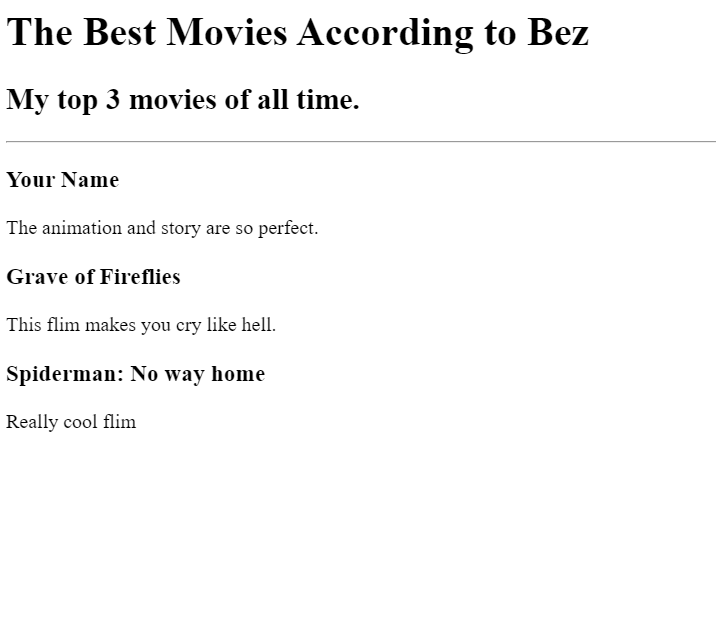 The Best Movies According to Bez
My top 3 movies of all time.
Your Name
The animation and story are so perfect.
Grave of Fireflies
This flim makes you cry like hell.
Spiderman: No way home
Really cool flim